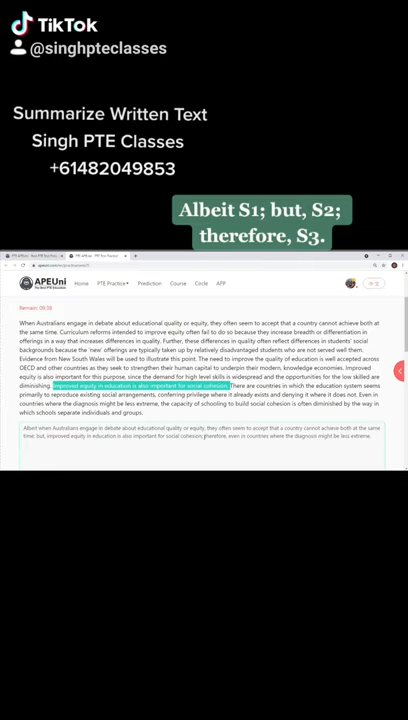 TikTok
@singhpteclasses
Summarize Written Text
Singh PTE Classes
+61482049853
Albeit S1; but, S2;
therefore, S3.
APEUni
Home
PTE Practice
Prediction
Course
Circle
APP
Remain: 09:39
When Australians engage in debate about educational quality or equity, they often seem to accept that a country cannot achieve both at
the same time. Curriculum reforms intended to improve equity often fail to do so because they increase breadth or differentiation in
offerings in a way that increases differences in quality. Further, these differences in quality often reflect differences in students' social
backgrounds because the 'new' offerings are typically taken up by relatively disadvantaged students who are not served well them.
Evidence from New South Wales will be used to illustrate this point. The need to improve the quality of education is well accepted across
OECD and other countries as they seek to strengthen their human capital to underpin their modern, knowledge economies. Improved
equity is also important for this purpose, since the demand for high level skills is widespread and the opportunities for the low skilled are
diminishing. Improved equity in education is also important for social cohesion. There are countries in which the education system seems
primarily to reproduce existing social arrangements, conferring privilege where it already exists and denying it where it does not. Even in
countries where the diagnosis might be less extreme, the capacity of schooling to build social cohesion is often diminished by the way in
which schools separate individuals and groups.
Albeit when Australians engage in debate about educational quality or equity, they often seem to accept that a country cannot achieve both at the same
time; but, improved equity in education is also important for social cohesion; therefore, even in countries where the diagnosis might be less extreme.